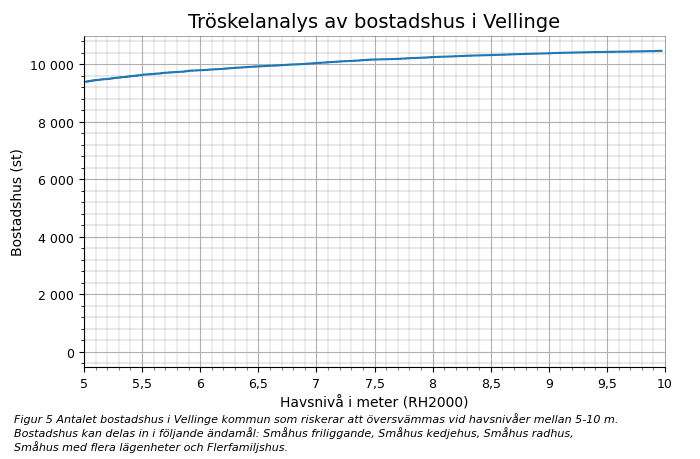 Tröskelanalys av bostadshus i Vellinge
Bostadshus (st)
10 000
8 000
6 000
4 000
2 000
0
5 5,5 6 6,5 7 7,5 8 8,5 9 9,5 10
Havsnivå i meter (RH2000)
Figur 5 Antalet bostadshus i Vellinge kommun som riskerar att översvämmas vid havsnivåer mellan 5-10 m.
Bostadshus kan delas in i följande ändamål: Småhus friliggande, Småhus kedjehus, Småhus radhus,
Småhus med flera lägenheter och Flerfamiljshus.